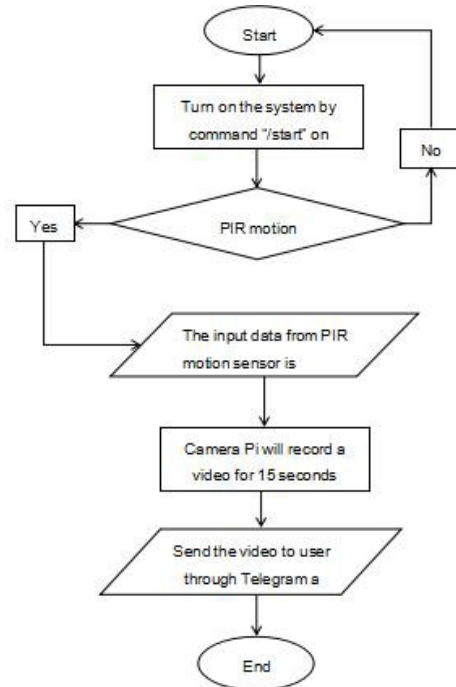 Start
Turn on the system by
command "/start" on
No
Yes
PIR motion
The input data from PIR
motion sensor is
Camera Pi will record a
video for 15 seconds
Send the video to user
through Telegram a
End